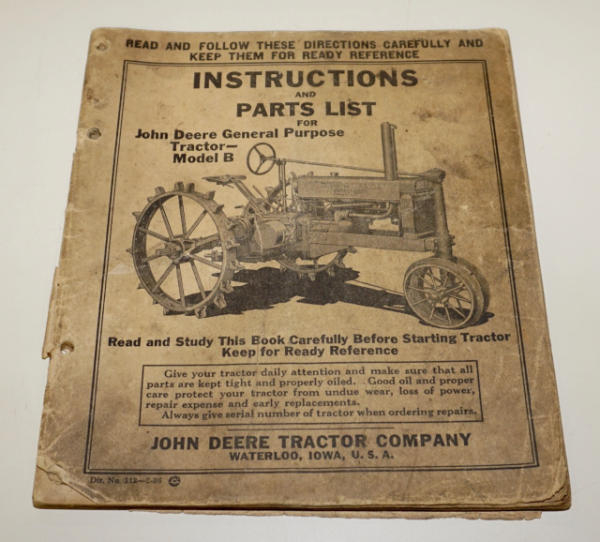 READ AND FOLLOW THESE DIRECTIONS CAREFULLY AND
KEEP THEM FOR READY REFERENCE
INSTRUCTIONS
AND
PARTS LIST
FOR
John Deere General Purpose
Tractor—
Model B
Read and Study This Book Carefully Before Starting Tractor
Keep for Ready Reference
Give your tractor daily attention and make sure that all
parts are kept tight and properly oiled. Good oil and proper
care protect your tractor from undue wear, loss of power,
repair expense and early replacements.
Always give serial number of tractor when ordering repairs.
JOHN DEERE TRACTOR COMPANY
WATERLOO, IOWA, U. S. A.
Dir. No.